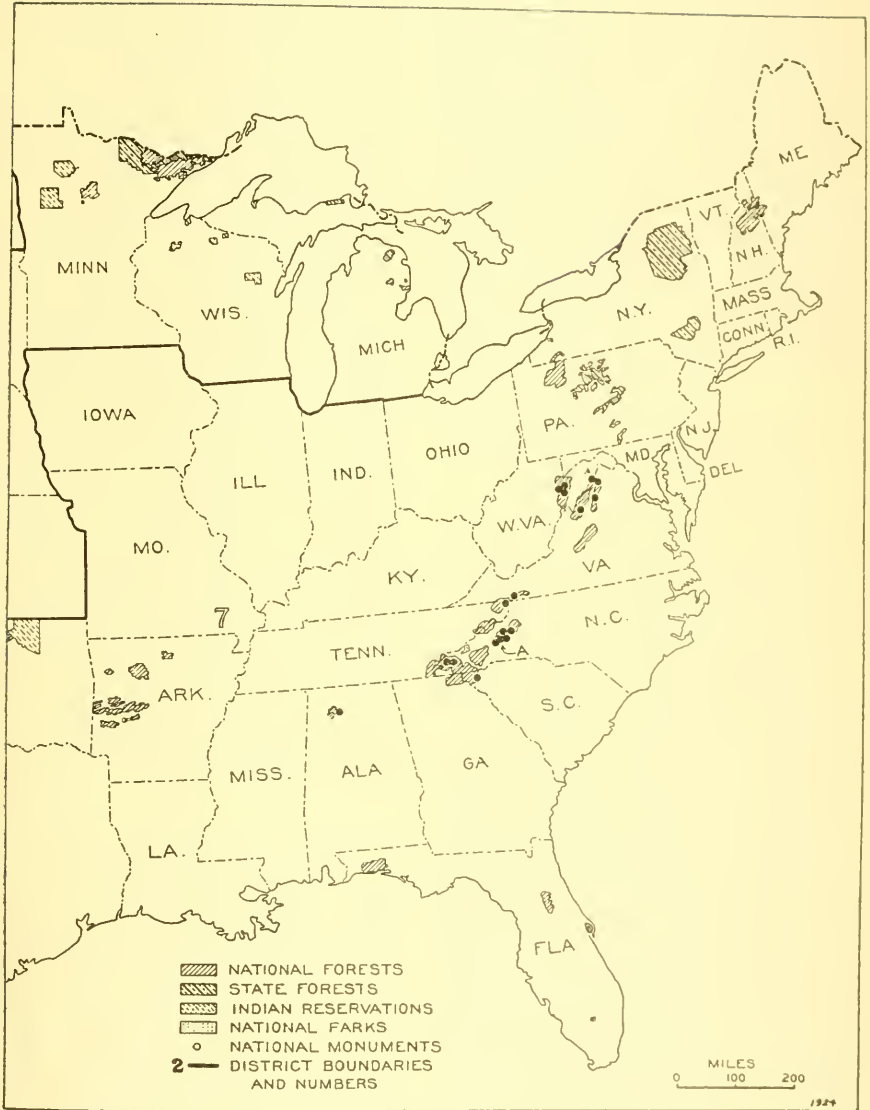 ME
VT.
N.H.
MINN
WIS.
MICH
N.Y.
MASS
CONN
R.I.
IOWA
PA.
N.J.
ILL
IND.
OHIO
MD.
DEL
W.VA.
MO.
KY.
VA
7
TENN.
N.C.
A
ARK.
S.C.
MISS.
ALA
GA
LA.
FLA
NATIONAL FORESTS
STATE FORESTS
INDIAN RESERVATIONS
NATIONAL FARKS
NATIONAL MONUMENTS
2 — DISTRICT BOUNDARIES
AND NUMBERS
MILES
0 100 200
1924